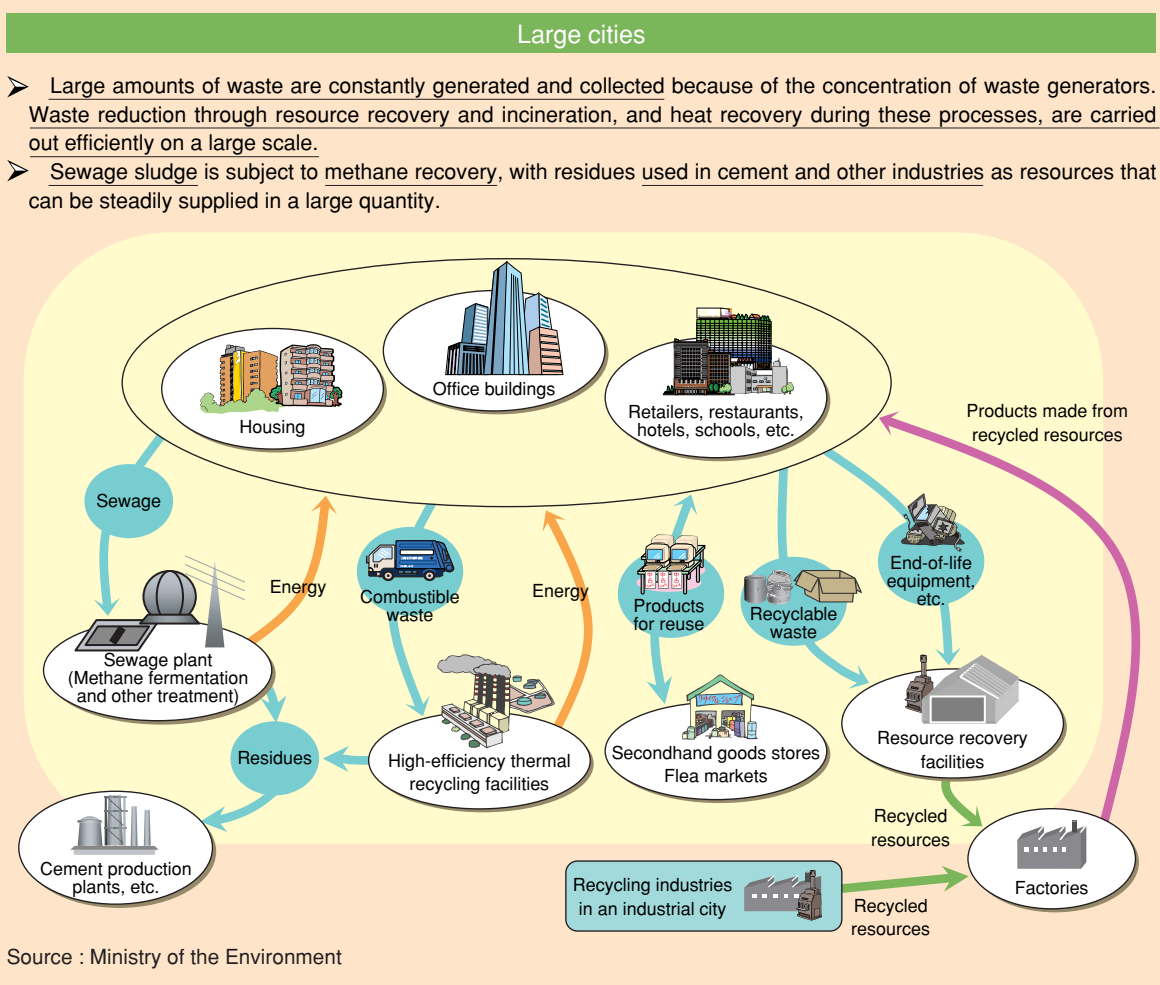 Large cities
➢ Large amounts of waste are constantly generated and collected because of the concentration of waste generators.
Waste reduction through resource recovery and incineration, and heat recovery during these processes, are carried
out efficiently on a large scale.
➢ Sewage sludge is subject to methane recovery, with residues used in cement and other industries as resources that
can be steadily supplied in a large quantity.
Housing
Office buildings
Retailers, restaurants,
hotels, schools, etc.
Products made from
recycled resources
Sewage
Energy
Combustible
waste
Energy
Products
for reuse
Recyclable
waste
End-of-life
equipment,
etc.
Sewage plant
(Methane fermentation
and other treatment)
Residues
High-efficiency thermal
recycling facilities
Secondhand goods stores
Flea markets
Resource recovery
facilities
Cement production
plants, etc.
Recycled
resources
Factories
Recycling industries
in an industrial city
Recycled
resources
Source : Ministry of the Environment